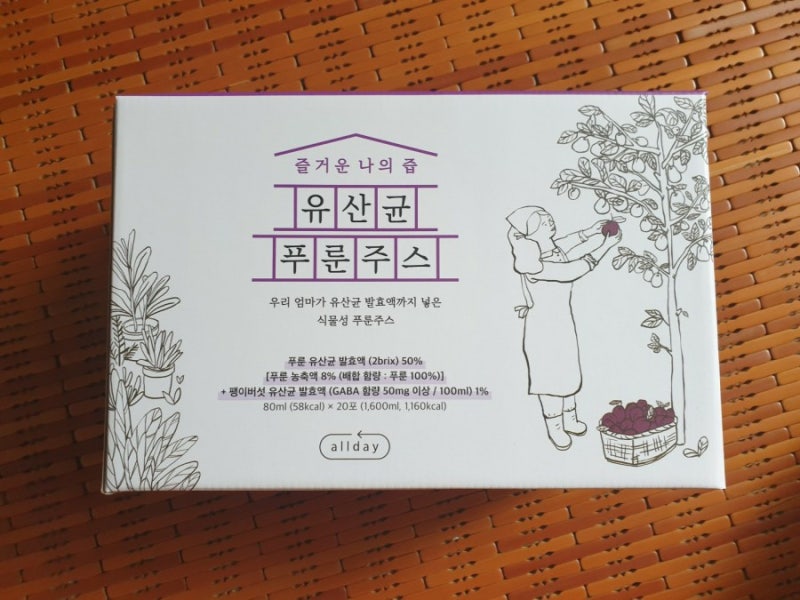 즐거운 나의 즙
유산균
푸룬주스
우리 엄마가 유산균 발효액까지 넣은
식물성 푸룬주스
푸룬 유산균 발효액 (2brix) 50%
[푸룬 농축액 8% (배합 함량 : 푸룬 100%)]
+ 팽이버섯 유산균 발효액 (GABA 함량 50mg 이상 / 100ml) 1%
80ml (58kcal) × 20포 (1,600ml, 1,160kcal)
allday